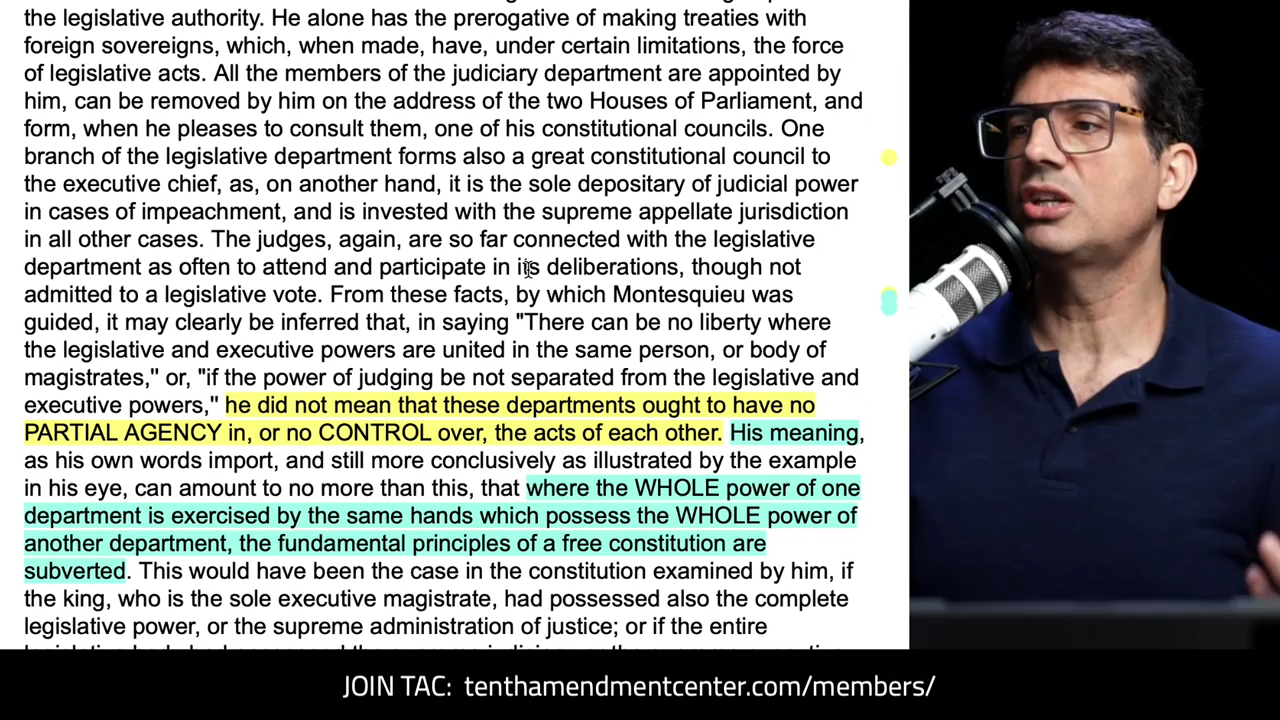 the legislative authority. He alone has the prerogative of making treaties with
foreign sovereigns, which, when made, have, under certain limitations, the force
of legislative acts. All the members of the judiciary department are appointed by
him, can be removed by him on the address of the two Houses of Parliament, and
form, when he pleases to consult them, one of his constitutional councils. One
branch of the legislative department forms also a great constitutional council to
the executive chief, as, on another hand, it is the sole depositary of judicial power
in cases of impeachment, and is invested with the supreme appellate jurisdiction
in all other cases. The judges, again, are so far connected with the legislative
department as often to attend and participate in its deliberations, though not
admitted to a legislative vote. From these facts, by which Montesquieu was
guided, it may clearly be inferred that, in saying "There can be no liberty where
the legislative and executive powers are united in the same person, or body of
magistrates,'' or, "if the power of judging be not separated from the legislative and
executive powers,'' he did not mean that these departments ought to have no
PARTIAL AGENCY in, or no CONTROL over, the acts of each other. His meaning,
as his own words import, and still more conclusively as illustrated by the example
in his eye, can amount to no more than this, that where the WHOLE power of one
department is exercised by the same hands which possess the WHOLE power of
another department, the fundamental principles of a free constitution are
subverted. This would have been the case in the constitution examined by him, if
the king, who is the sole executive magistrate, had possessed also the complete
legislative power, or the supreme administration of justice; or if the entire
JOIN TAC: tenthamendmentcenter.com/members/